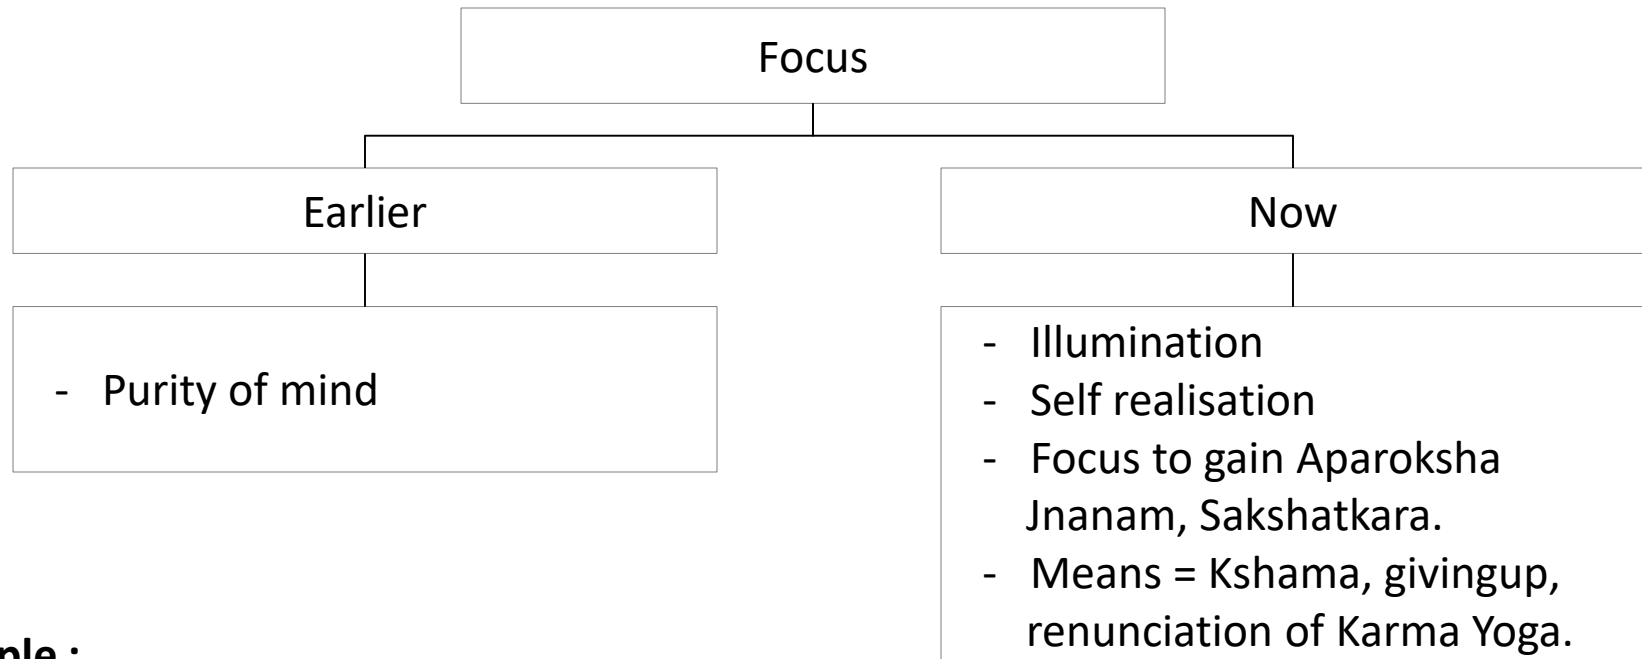 Focus
Earlier
Now
- Purity of mind
- Illumination
- Self realisation
- Focus to gain Aparoksha
Jnanam, Sakshatkara.
- Means = Kshama, givingup,
renunciation of Karma Yoga.